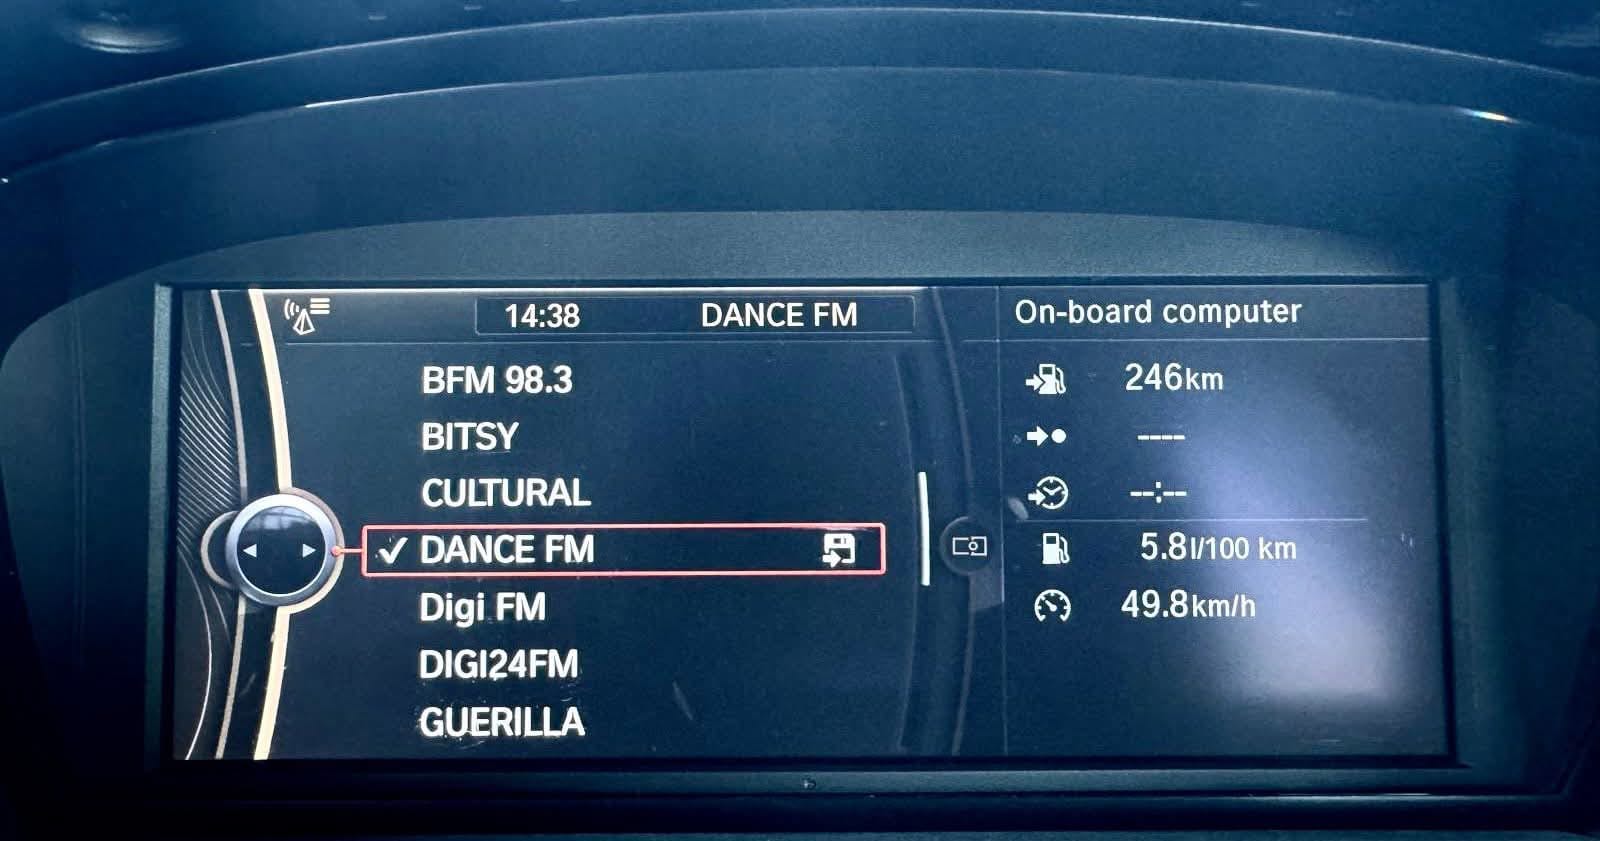 14:38 DANCE FM
BFM 98.3
BITSY
CULTURAL
DANCE FM
Digi FM
DIGI24FM
GUERILLA
On-board computer
246km
----
--:--
5.8l/100 km
49.8km/h